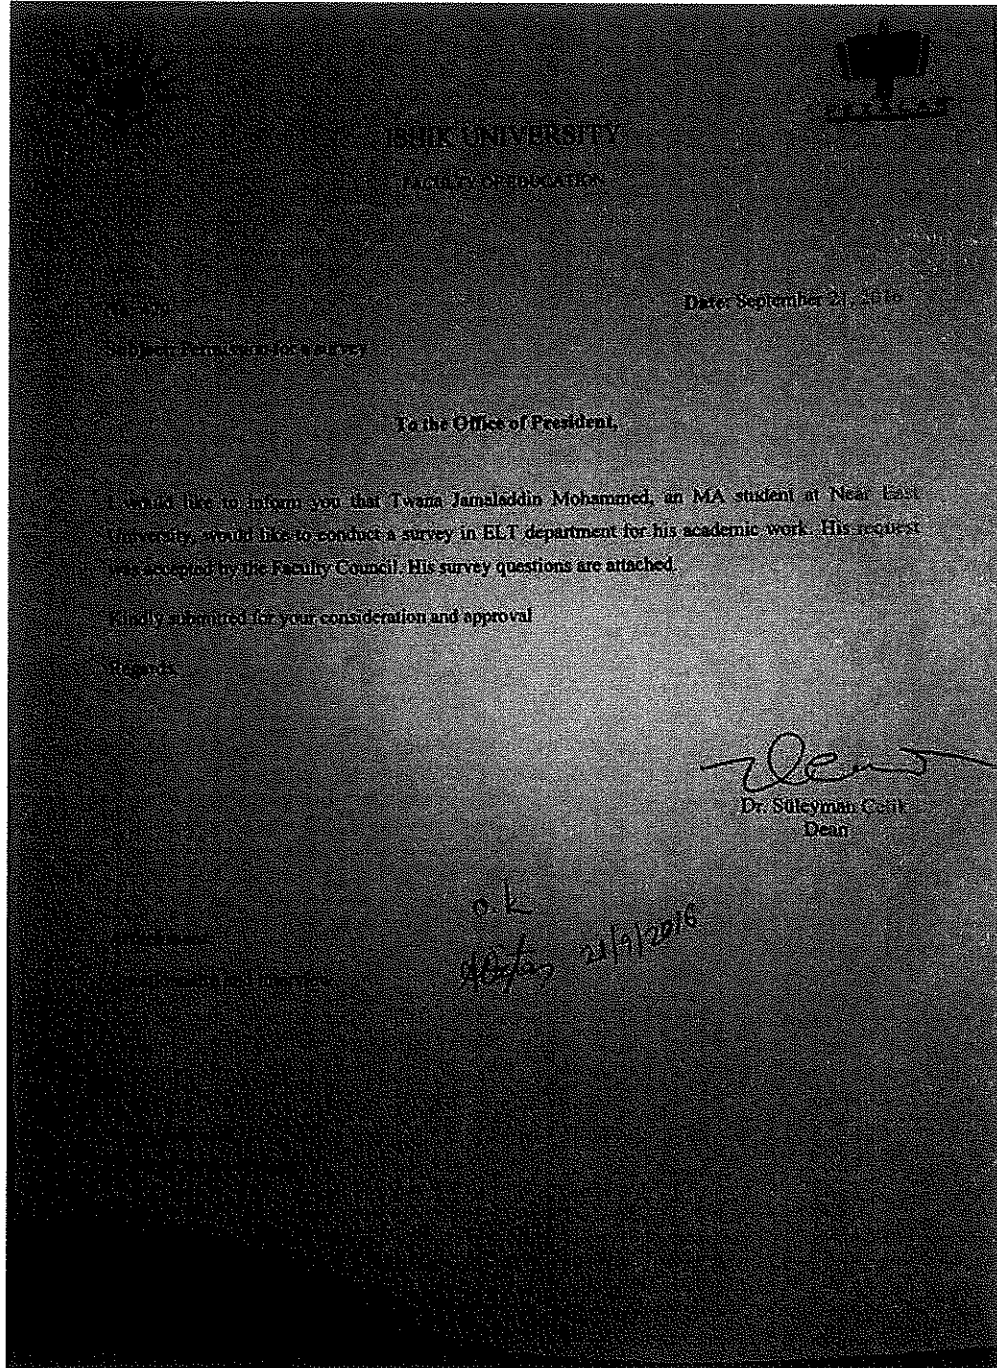 ISHIK UNIVERSITY
FACULTY OF EDUCATION
Date: September 21, 2016
Subject: Permission for a survey
To the Office of President,
I would like to inform you that Twana Jamaladdin Mohammed, an MA student at Near East
University, would like to conduct a survey in ELT department for his academic work. His request
was accepted by the Faculty Council. His survey questions are attached.
Kindly submitted for your consideration and approval
Regards
Dr. Süleyman Celik
Dean
O.K
21/9/2016
Questionnaire and Interview